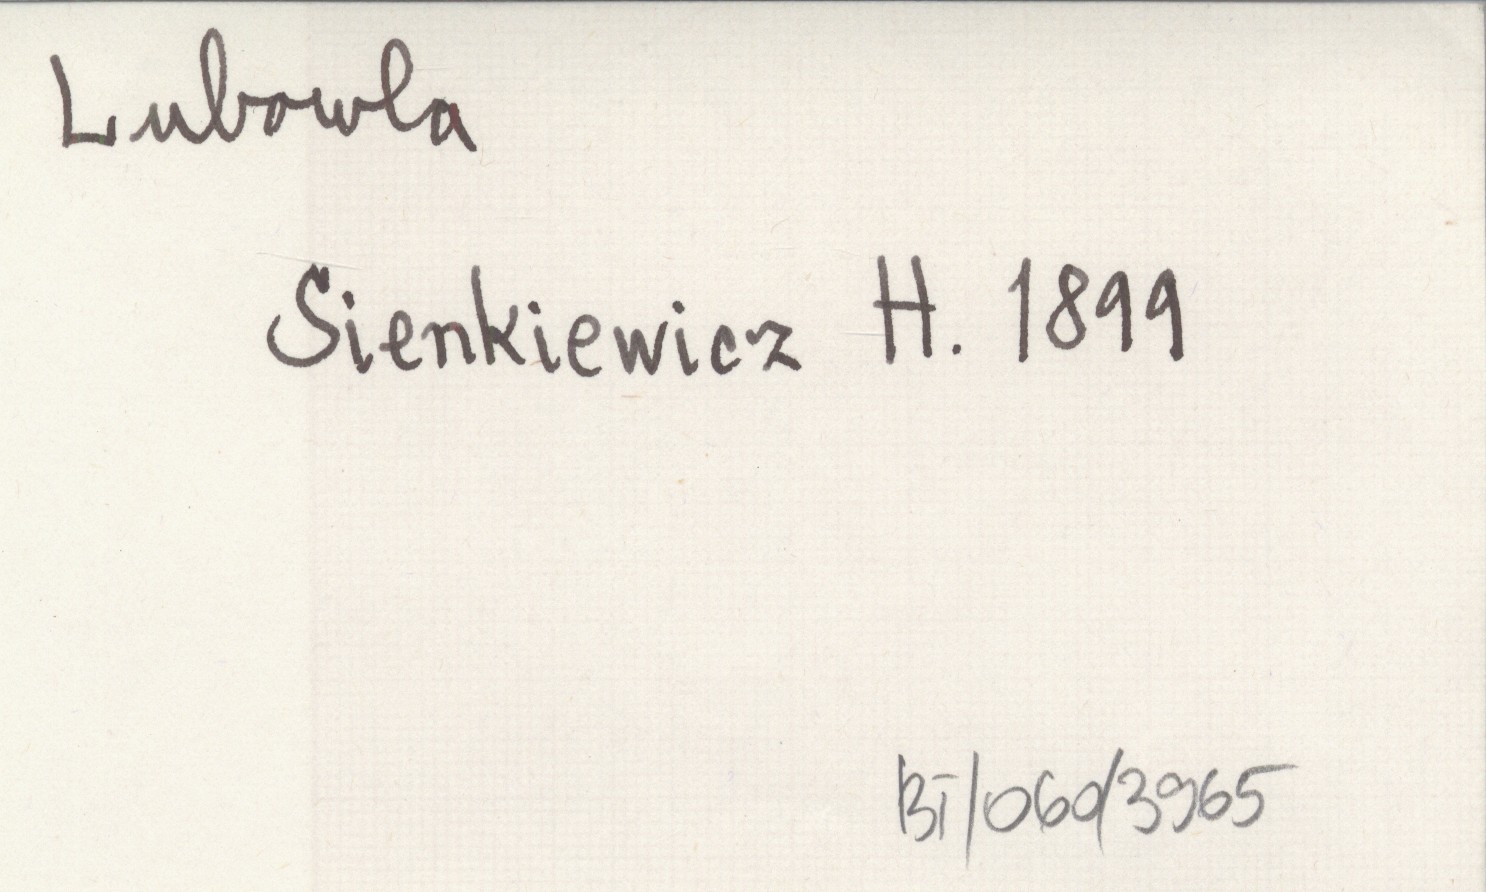 Lubowla
Sienkiewicz H. 1899
BI/060/3965